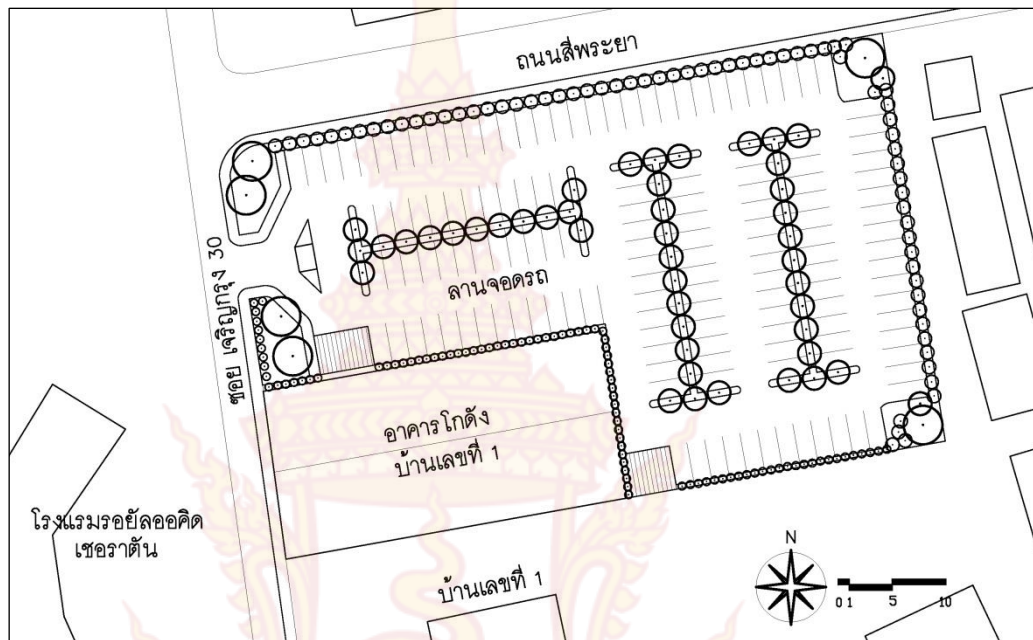 ถนนสี่พระยา
ซอย เจริญกรุง 30
ลานจอดรถ
อาคารโกดัง
บ้านเลขที่ 1
โรงแรมรอยัลออคิด
เชอราตัน
บ้านเลขที่ 1
N
0 1 5 10